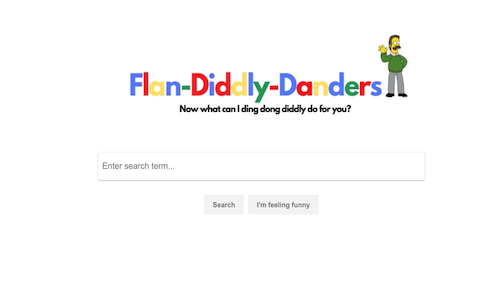 Flan-Diddly-Danders
Now what can I ding dong diddly do for you?
Enter search term...
Search I'm feeling funny